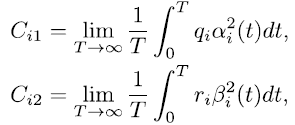 C_{i1} = \lim_{T \to \infty} \frac{1}{T} \int_0^T q_i \alpha_i^2(t) dt,
C_{i2} = \lim_{T \to \infty} \frac{1}{T} \int_0^T r_i \beta_i^2(t) dt,